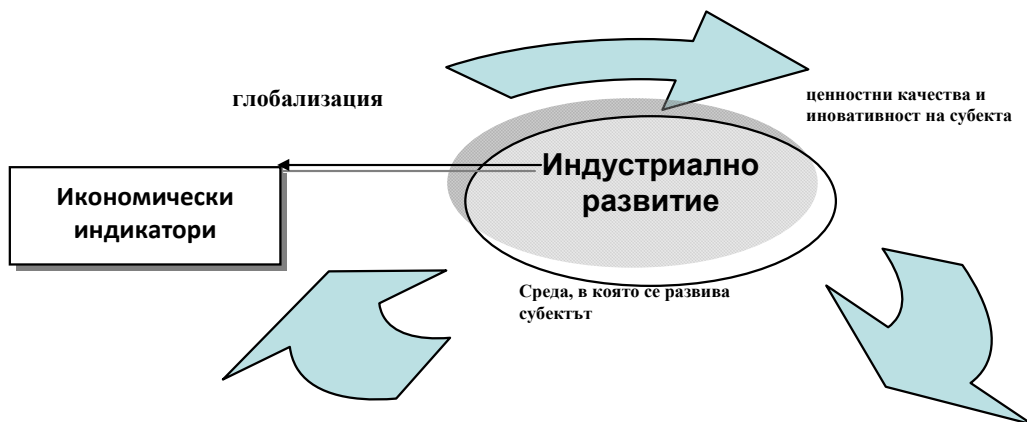 глобализация
ценностни качества и
иновативност на субекта
Индустриално
развитие
Икономически
индикатори
Среда, в която се развива
субектът